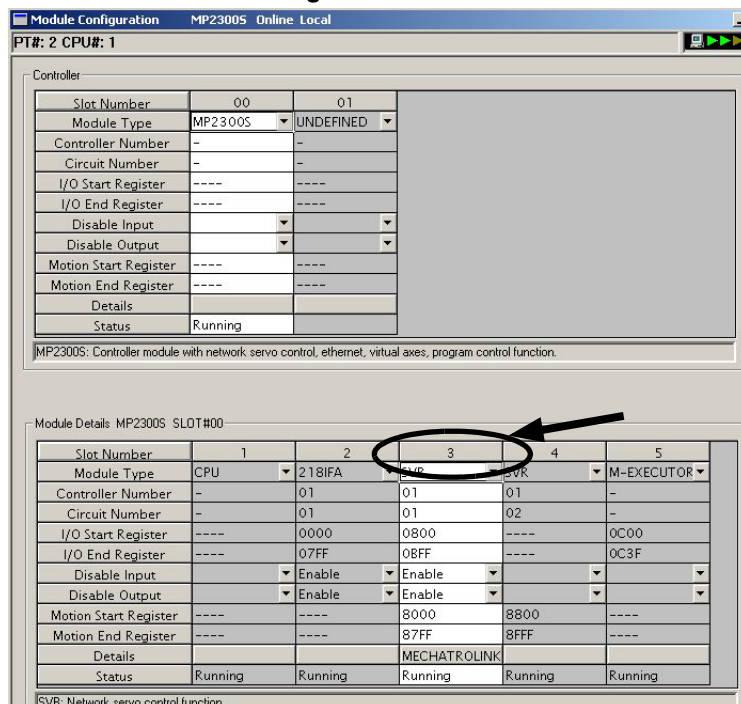 Module Configuration MP2300S Online Local
PT#: 2 CPU#: 1
Controller
Slot Number 00 01
Module Type MP2300S UNDEFINED
Controller Number - -
Circuit Number - -
I/O Start Register ---- ----
I/O End Register ---- ----
Disable Input
Disable Output
Motion Start Register ---- ----
Motion End Register ---- ----
Details
Status Running
MP2300S: Controller module with network servo control, ethernet, virtual axes, program control function.
Module Details MP2300S SLOT#00
Slot Number 1 2 3 4 5
Module Type CPU 218IFA SVB SVR M-EXECUTOR
Controller Number - 01 01 01 -
Circuit Number - 01 01 02 -
I/O Start Register ---- 0000 0800 ---- 0C00
I/O End Register ---- 07FF 0BFF ---- 0C3F
Disable Input Enable Enable
Disable Output Enable Enable
Motion Start Register ---- ---- 8000 8800 ----
Motion End Register ---- ---- 87FF 8FFF ----
Details MECHATROLINK
Status Running Running Running Running Running
SVB: Network servo control function